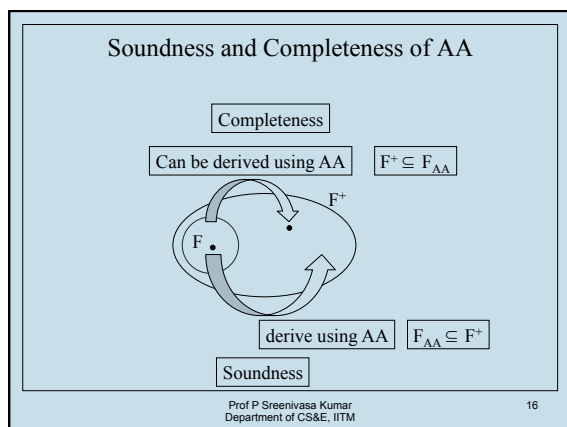 Soundness and Completeness of AA
Completeness
Can be derived using AA
F⁺ ⊆ F_AA
F⁺
F
derive using AA
F_AA ⊆ F⁺
Soundness
Prof P Sreenivasa Kumar
Department of CS&E, IITM
16